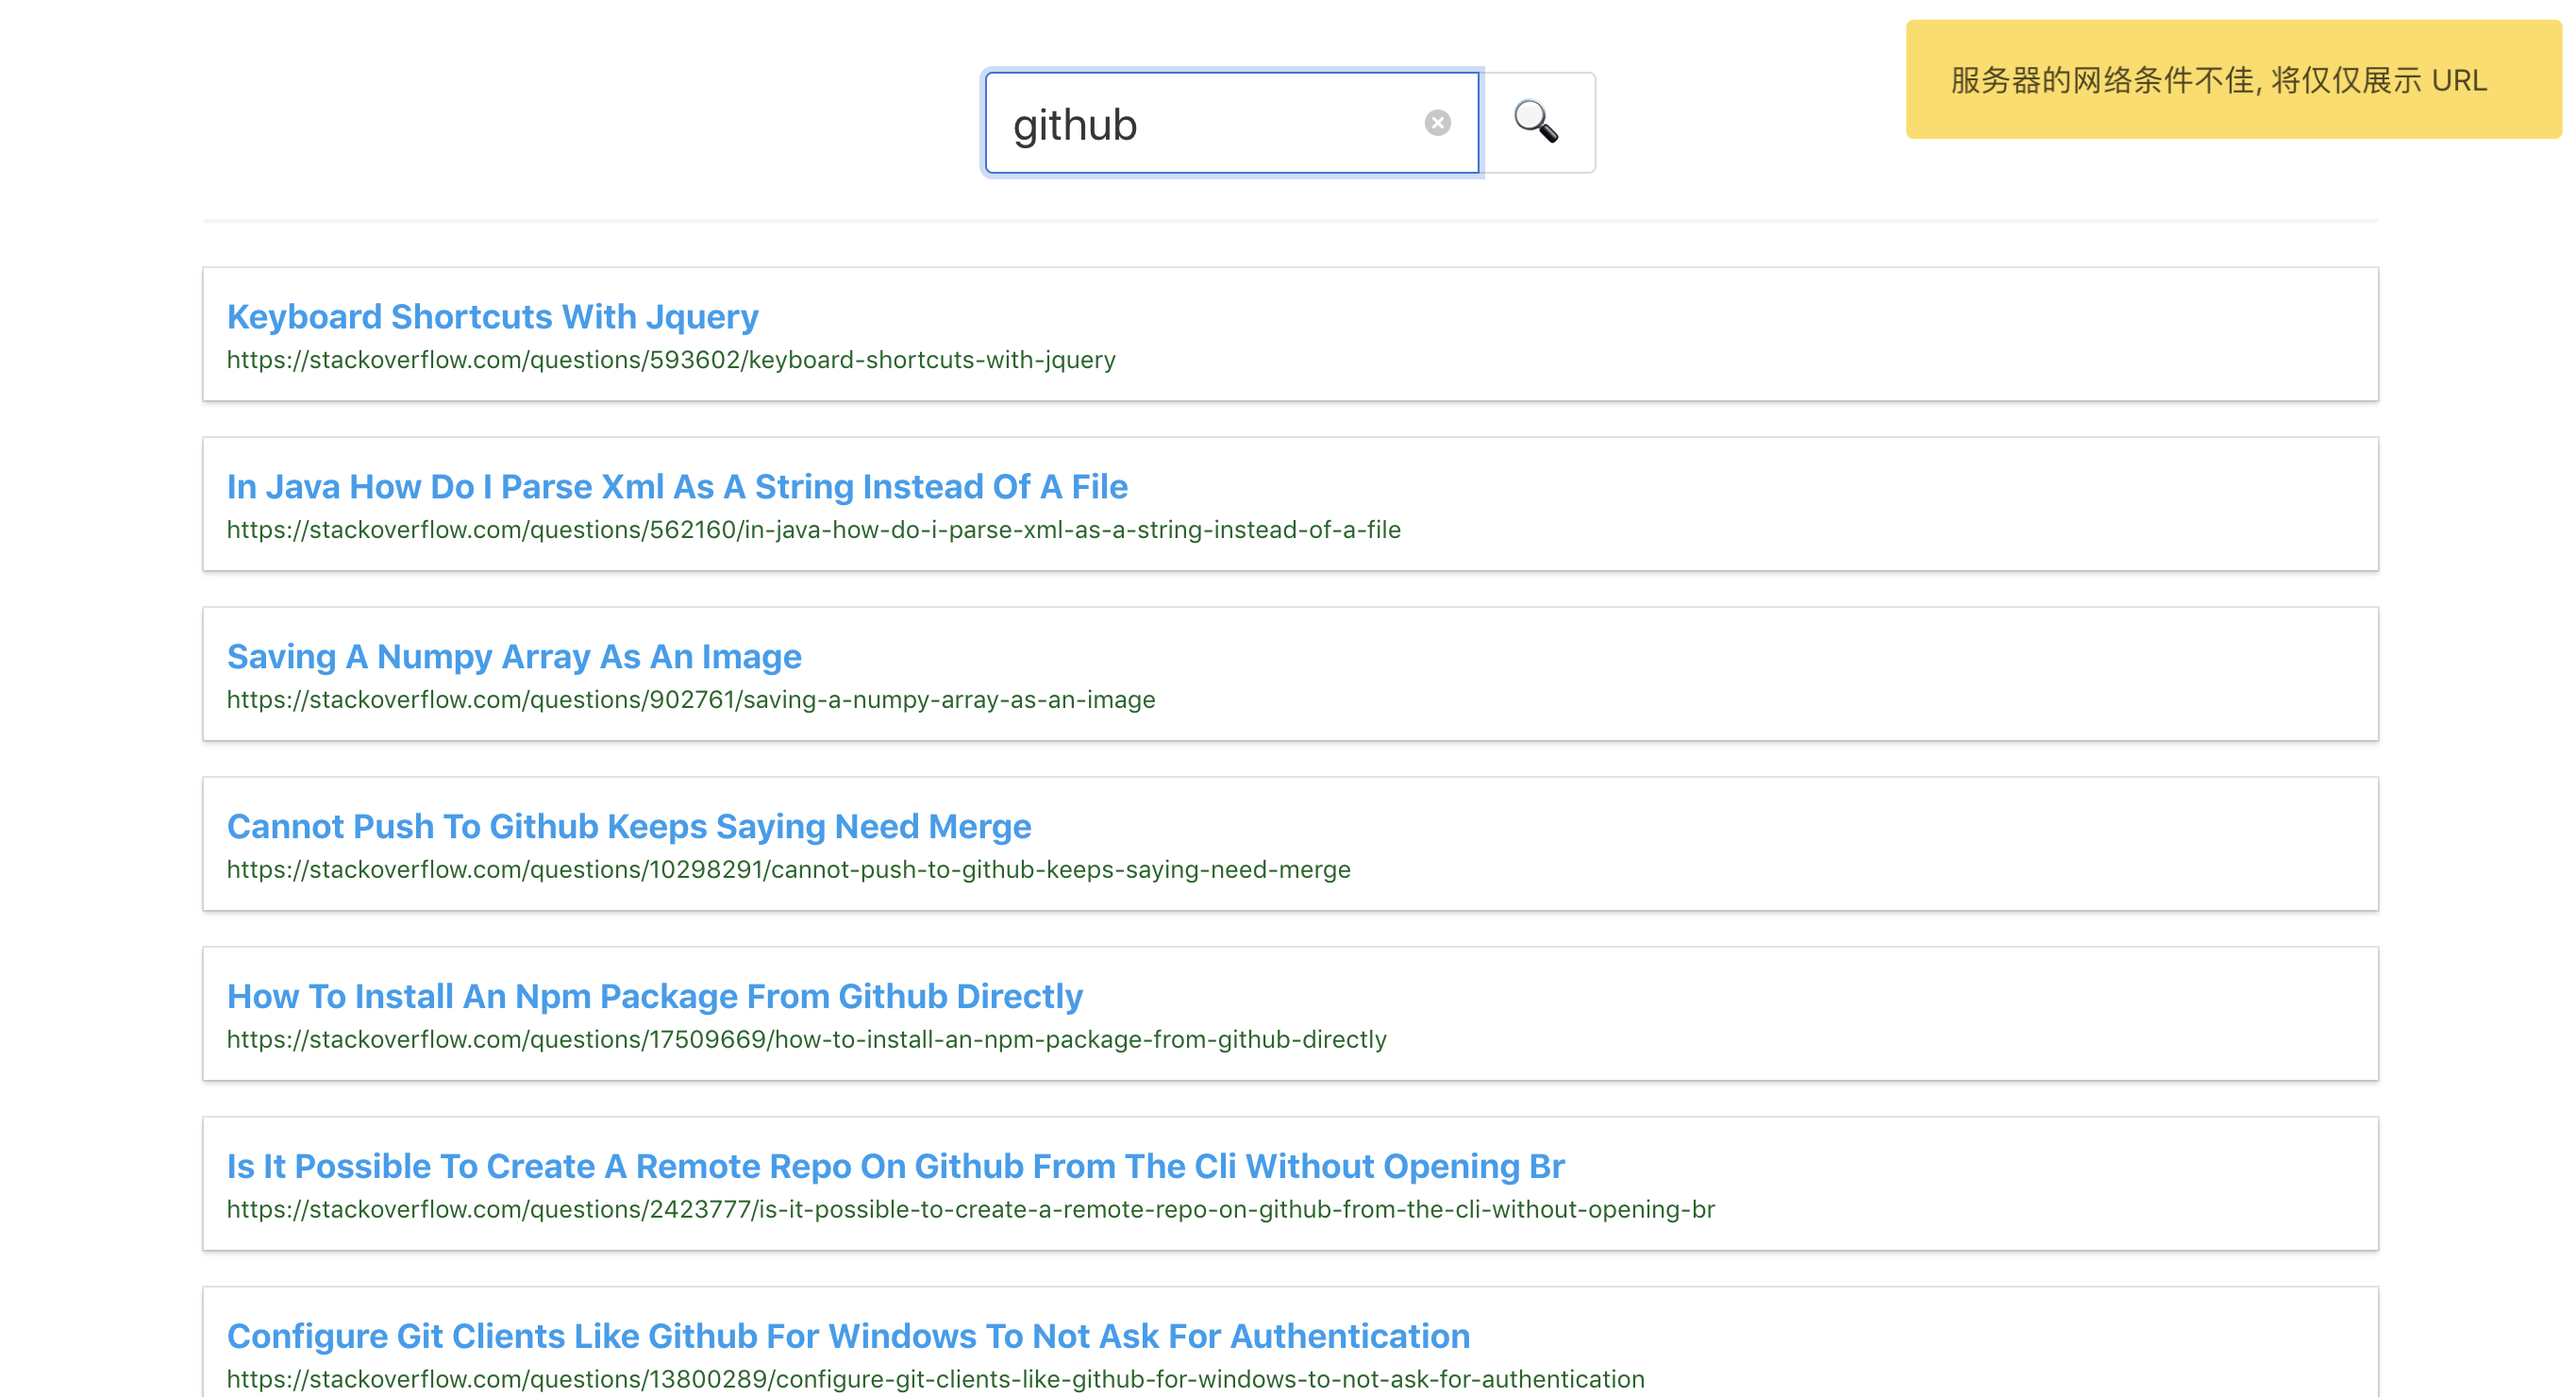 github
服务器的网络条件不佳, 将仅仅展示 URL
Keyboard Shortcuts With Jquery
https://stackoverflow.com/questions/593602/keyboard-shortcuts-with-jquery
In Java How Do I Parse Xml As A String Instead Of A File
https://stackoverflow.com/questions/562160/in-java-how-do-i-parse-xml-as-a-string-instead-of-a-file
Saving A Numpy Array As An Image
https://stackoverflow.com/questions/902761/saving-a-numpy-array-as-an-image
Cannot Push To Github Keeps Saying Need Merge
https://stackoverflow.com/questions/10298291/cannot-push-to-github-keeps-saying-need-merge
How To Install An Npm Package From Github Directly
https://stackoverflow.com/questions/17509669/how-to-install-an-npm-package-from-github-directly
Is It Possible To Create A Remote Repo On Github From The Cli Without Opening Br
https://stackoverflow.com/questions/2423777/is-it-possible-to-create-a-remote-repo-on-github-from-the-cli-without-opening-br
Configure Git Clients Like Github For Windows To Not Ask For Authentication
https://stackoverflow.com/questions/13800289/configure-git-clients-like-github-for-windows-to-not-ask-for-authentication